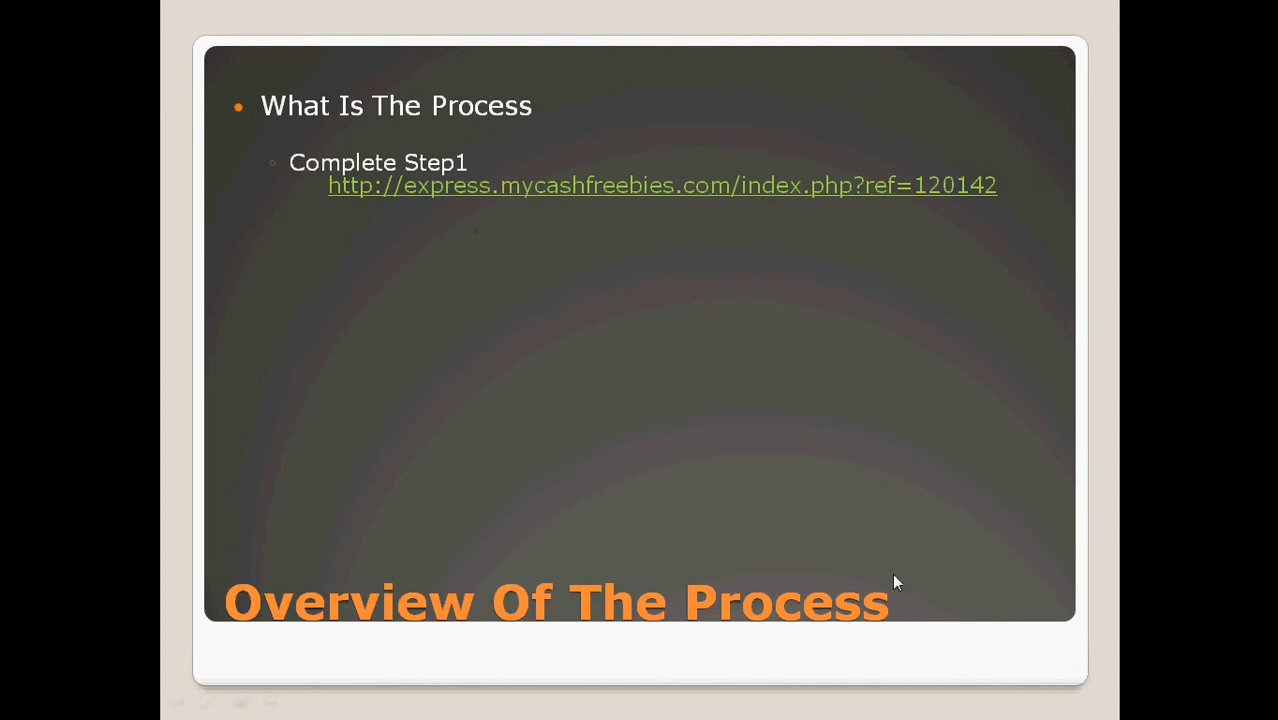 What Is The Process
Complete Step1
http://express.mycashfreebies.com/index.php?ref=120142
Overview Of The Process